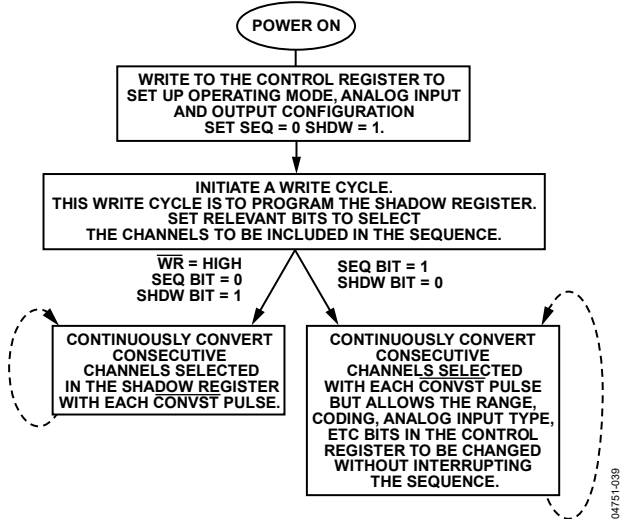 POWER ON
WRITE TO THE CONTROL REGISTER TO
SET UP OPERATING MODE, ANALOG INPUT
AND OUTPUT CONFIGURATION
SET SEQ = 0 SHDW = 1.
INITIATE A WRITE CYCLE.
THIS WRITE CYCLE IS TO PROGRAM THE SHADOW REGISTER.
SET RELEVANT BITS TO SELECT
THE CHANNELS TO BE INCLUDED IN THE SEQUENCE.
WR = HIGH
SEQ BIT = 0
SHDW BIT = 1
SEQ BIT = 1
SHDW BIT = 0
CONTINUOUSLY CONVERT
CONSECUTIVE
CHANNELS SELECTED
IN THE SHADOW REGISTER
WITH EACH CONVST PULSE.
CONTINUOUSLY CONVERT
CONSECUTIVE
CHANNELS SELECTED
WITH EACH CONVST PULSE
BUT ALLOWS THE RANGE,
CODING, ANALOG INPUT TYPE,
ETC BITS IN THE CONTROL
REGISTER TO BE CHANGED
WITHOUT INTERRUPTING
THE SEQUENCE.
04751-039